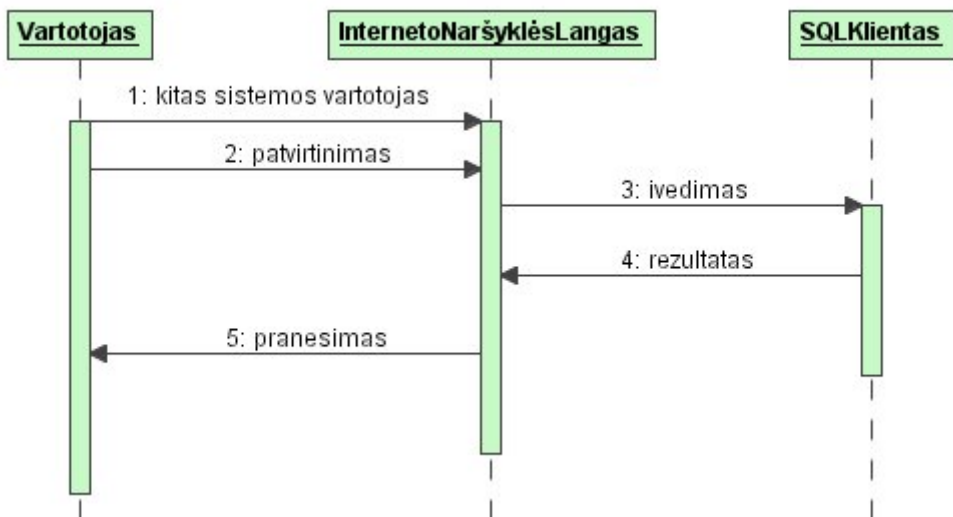 Vartotojas
InternetoNaršyklėsLangas
SQLKlientas
1: kitas sistemos vartotojas
2: patvirtinimas
3: ivedimas
4: rezultatas
5: pranesimas